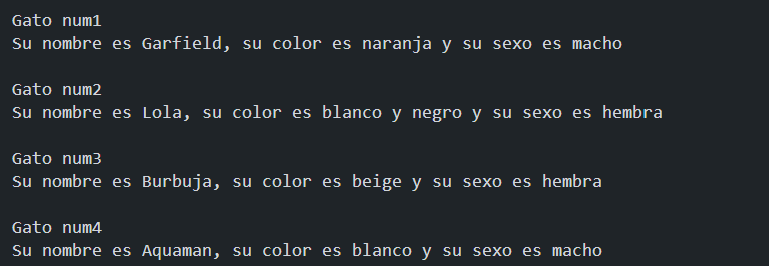 Gato num1
Su nombre es Garfield, su color es naranja y su sexo es macho
Gato num2
Su nombre es Lola, su color es blanco y negro y su sexo es hembra
Gato num3
Su nombre es Burbuja, su color es beige y su sexo es hembra
Gato num4
Su nombre es Aquaman, su color es blanco y su sexo es macho